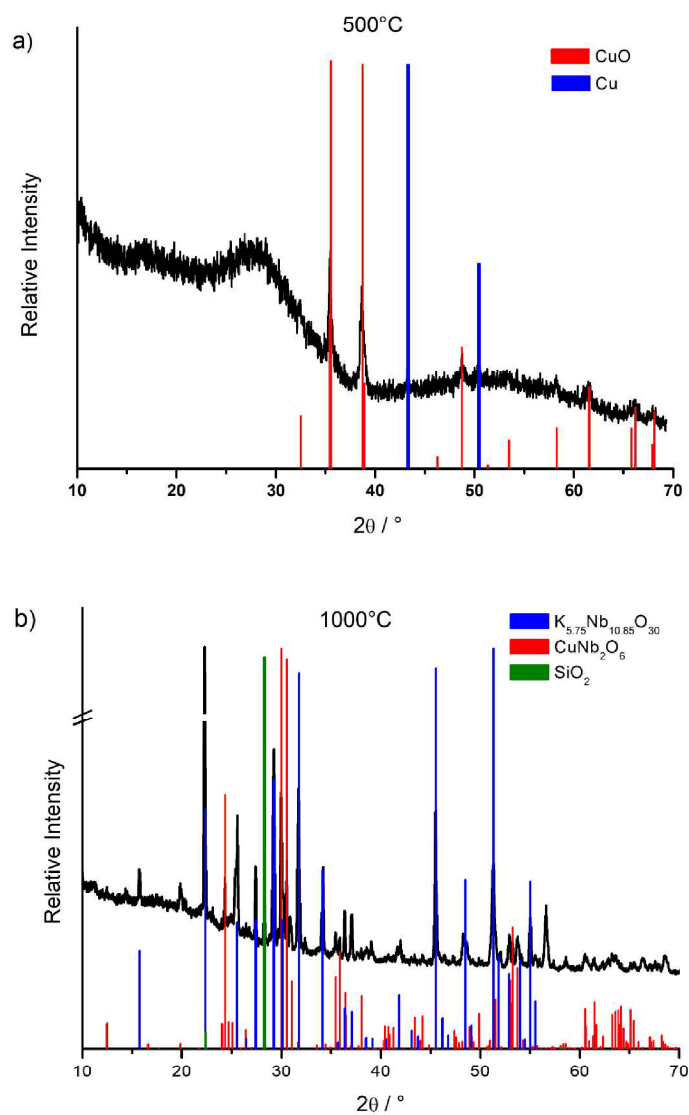 a)
500°C
CuO
Cu
Relative Intensity
10 20 30 40 50 60 70
2θ / °
b)
1000°C
K5.75Nb10.85O30
CuNb2O6
SiO2
Relative Intensity
10 20 30 40 50 60 70
2θ / °